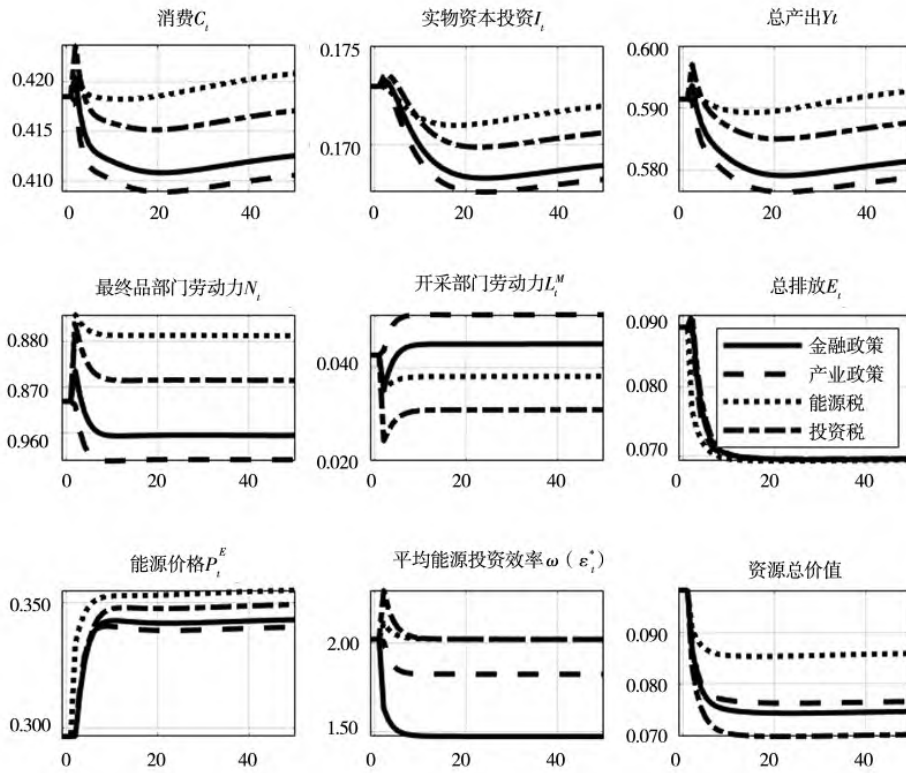 消费C_t
0.420
0.415
0.410
0 20 40
实物资本投资I_t
0.175
0.170
0 20 40
总产出Yt
0.600
0.590
0.580
0 20 40
最终品部门劳动力N_t
0.880
0.870
0.960
0 20 40
开采部门劳动力L_t^M
0.040
0.020
0 20 40
总排放E_t
0.090
0.080
0.070
金融政策
产业政策
能源税
投资税
0 20 40
能源价格P_t^E
0.350
0.300
0 20 40
平均能源投资效率ω（ε_t^*）
2.00
1.50
0 20 40
资源总价值
0.090
0.080
0.070
0 20 40